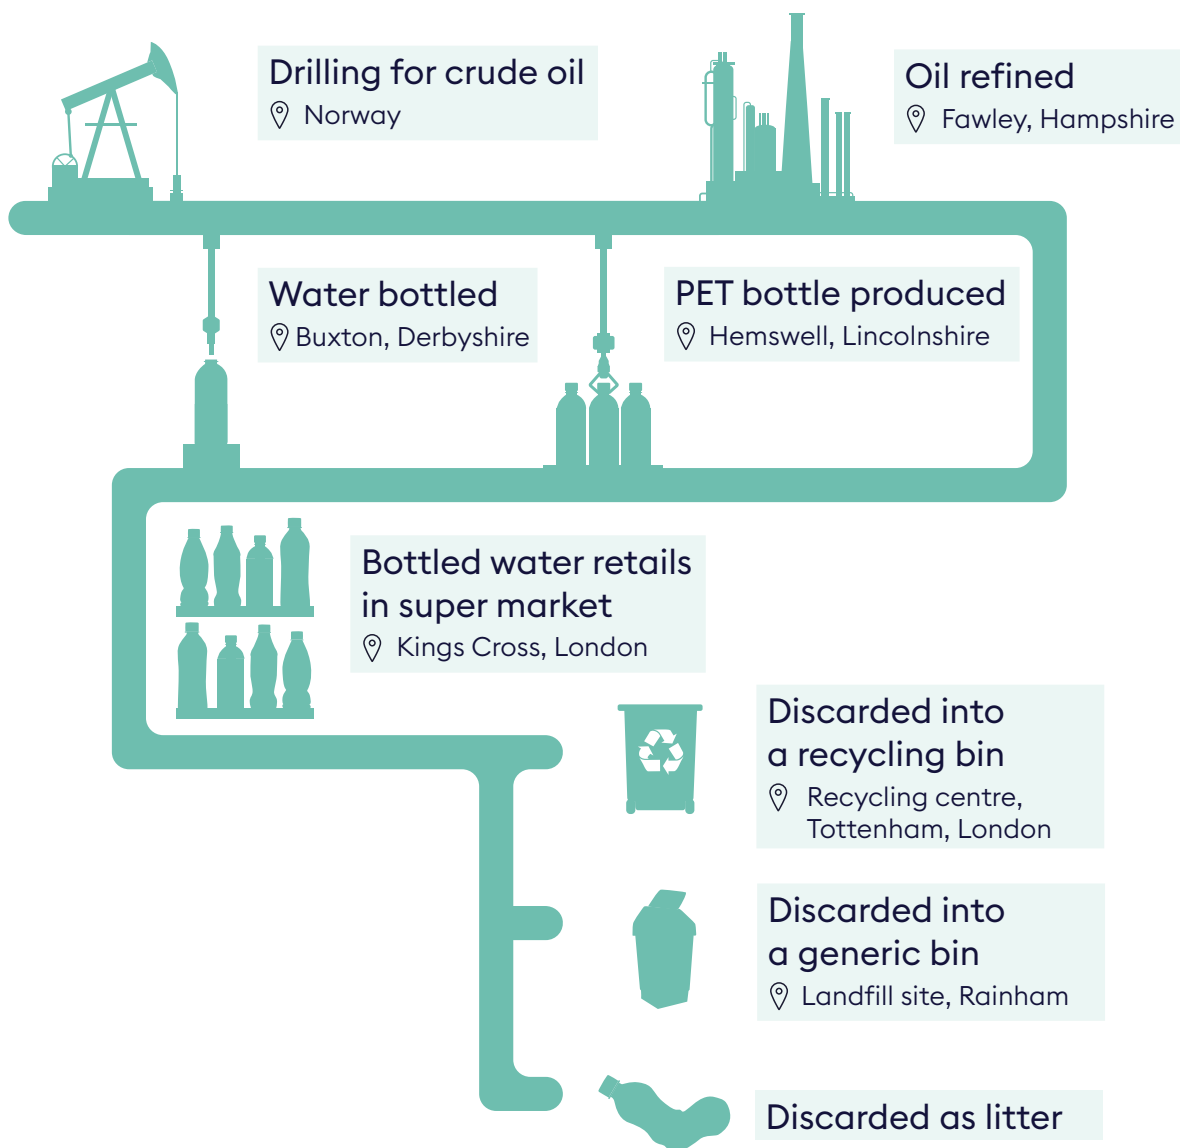 Drilling for crude oil
Norway
Oil refined
Fawley, Hampshire
Water bottled
Buxton, Derbyshire
PET bottle produced
Hemswell, Lincolnshire
Bottled water retails
in super market
Kings Cross, London
Discarded into
a recycling bin
Recycling centre,
Tottenham, London
Discarded into
a generic bin
Landfill site, Rainham
Discarded as litter